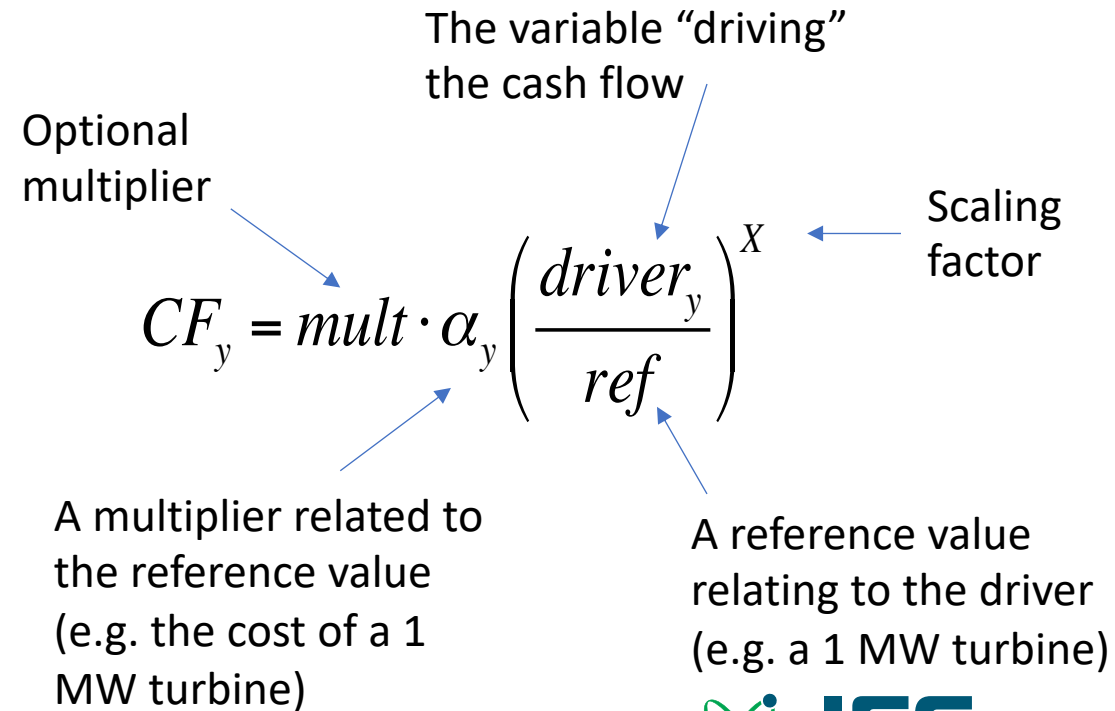 The variable “driving”
the cash flow
Optional
multiplier
Scaling
factor
CF_y = mult · α_y (driver_y / ref)^X
A multiplier related to
the reference value
(e.g. the cost of a 1
MW turbine)
A reference value
relating to the driver
(e.g. a 1 MW turbine)